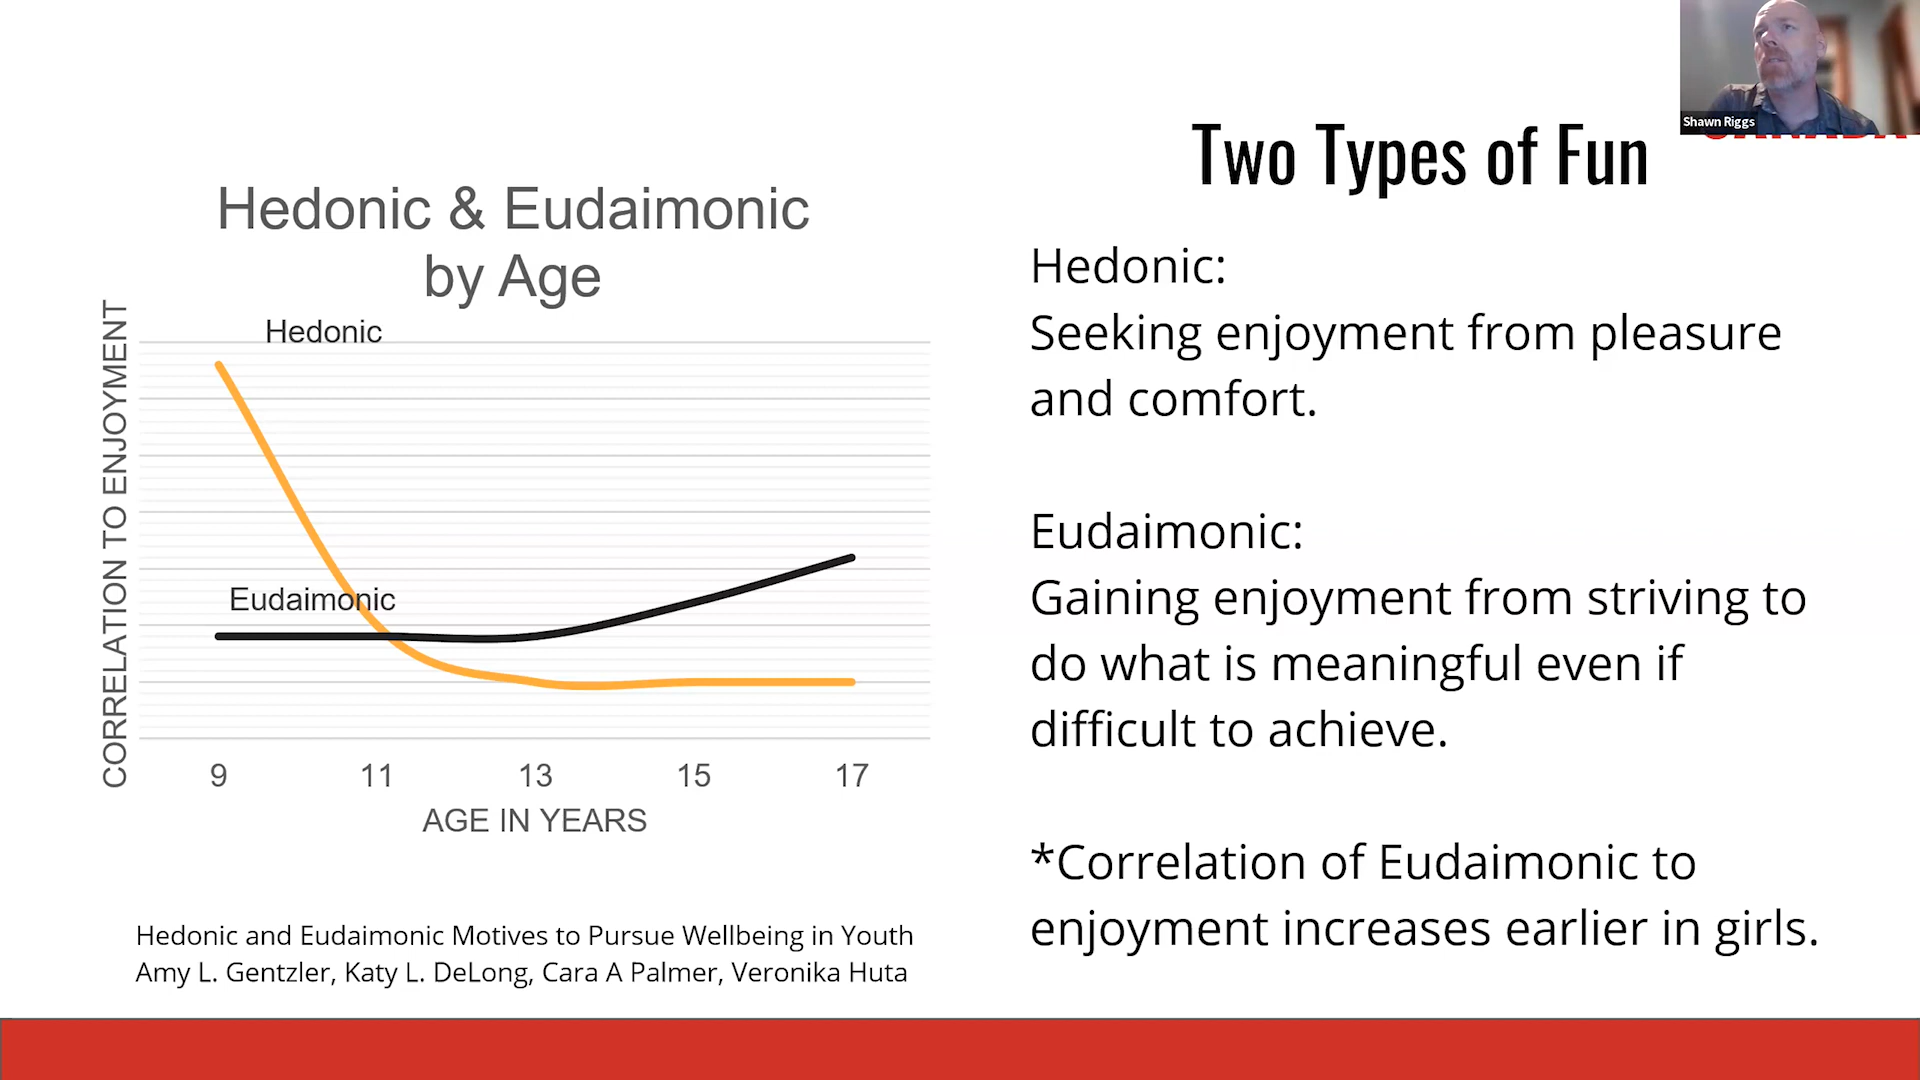 Shawn Riggs
Two Types of Fun
Hedonic & Eudaimonic
by Age
CORRELATION TO ENJOYMENT
Hedonic
Eudaimonic
9 11 13 15 17
AGE IN YEARS
Hedonic and Eudaimonic Motives to Pursue Wellbeing in Youth
Amy L. Gentzler, Katy L. DeLong, Cara A Palmer, Veronika Huta
Hedonic:
Seeking enjoyment from pleasure
and comfort.
Eudaimonic:
Gaining enjoyment from striving to
do what is meaningful even if
difficult to achieve.
*Correlation of Eudaimonic to
enjoyment increases earlier in girls.